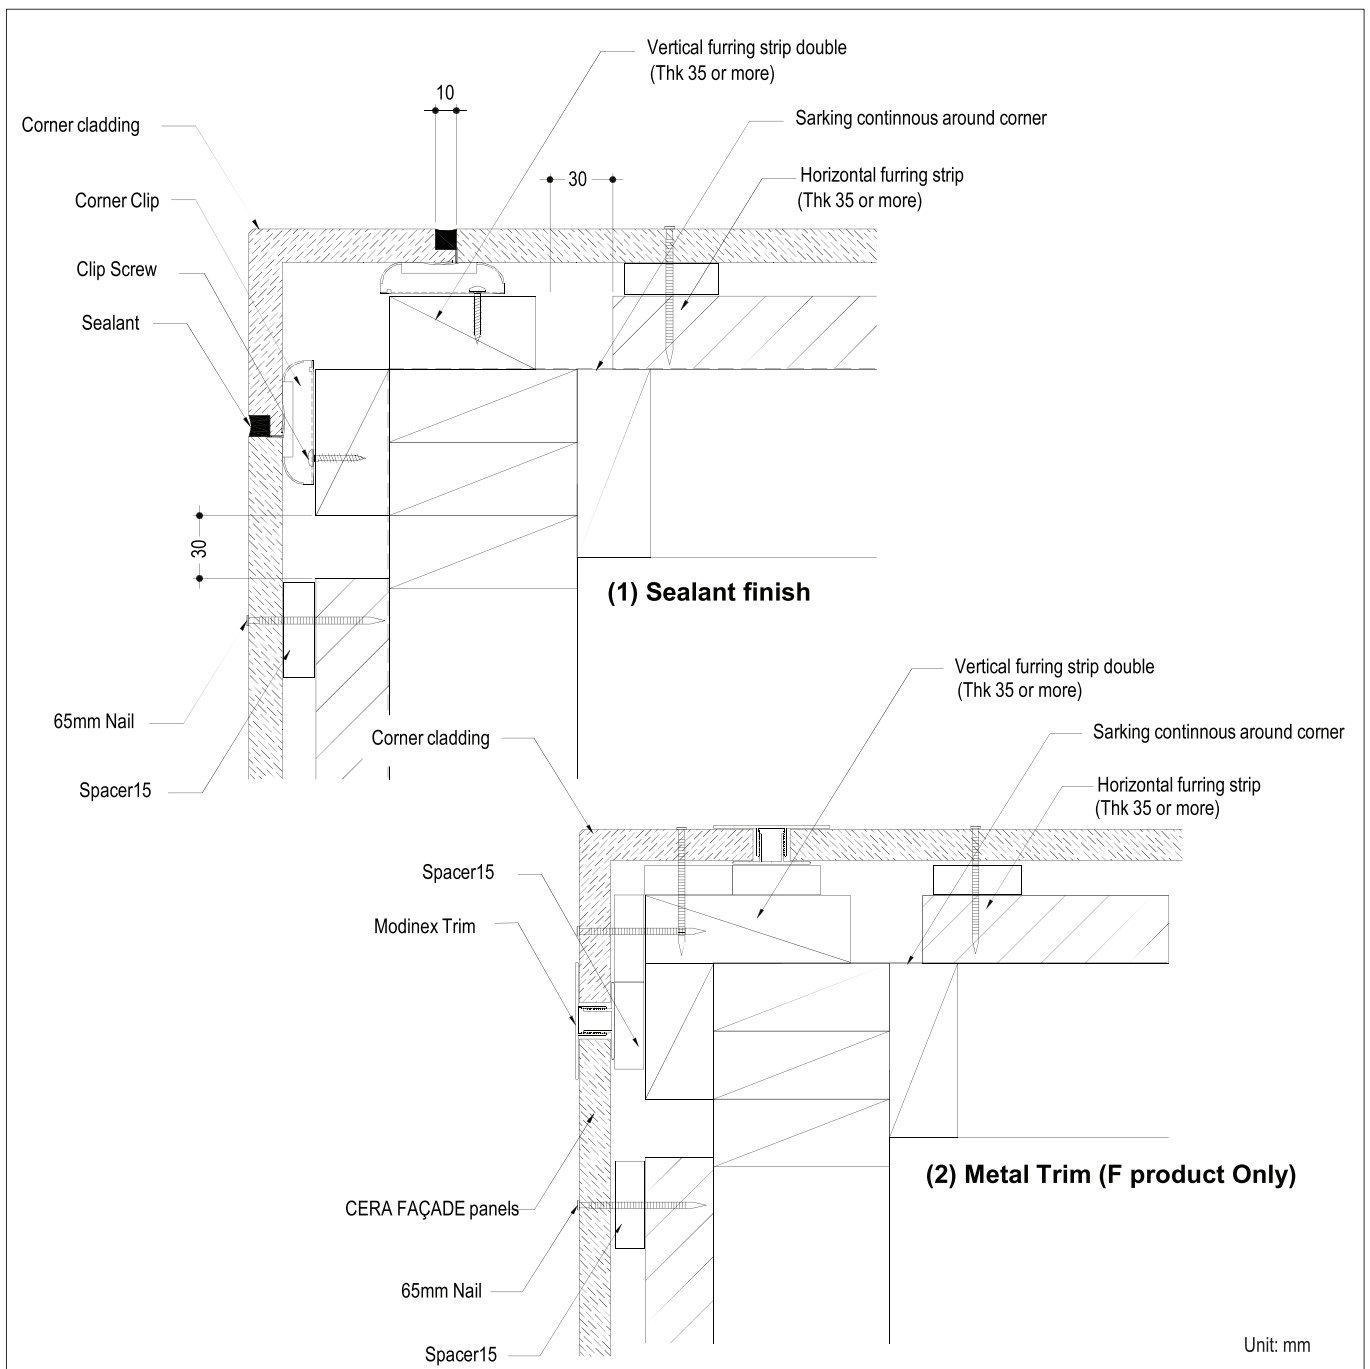 Vertical furring strip double
(Thk 35 or more)
10
Sarking continnous around corner
Corner cladding
30
Horizontal furring strip
(Thk 35 or more)
Corner Clip
Clip Screw
Sealant
30
(1) Sealant finish
65mm Nail
Spacer15
Vertical furring strip double
(Thk 35 or more)
Corner cladding
Sarking continnous around corner
Horizontal furring strip
(Thk 35 or more)
Spacer15
Modinex Trim
(2) Metal Trim (F product Only)
CERA FAÇADE panels
65mm Nail
Spacer15
Unit: mm